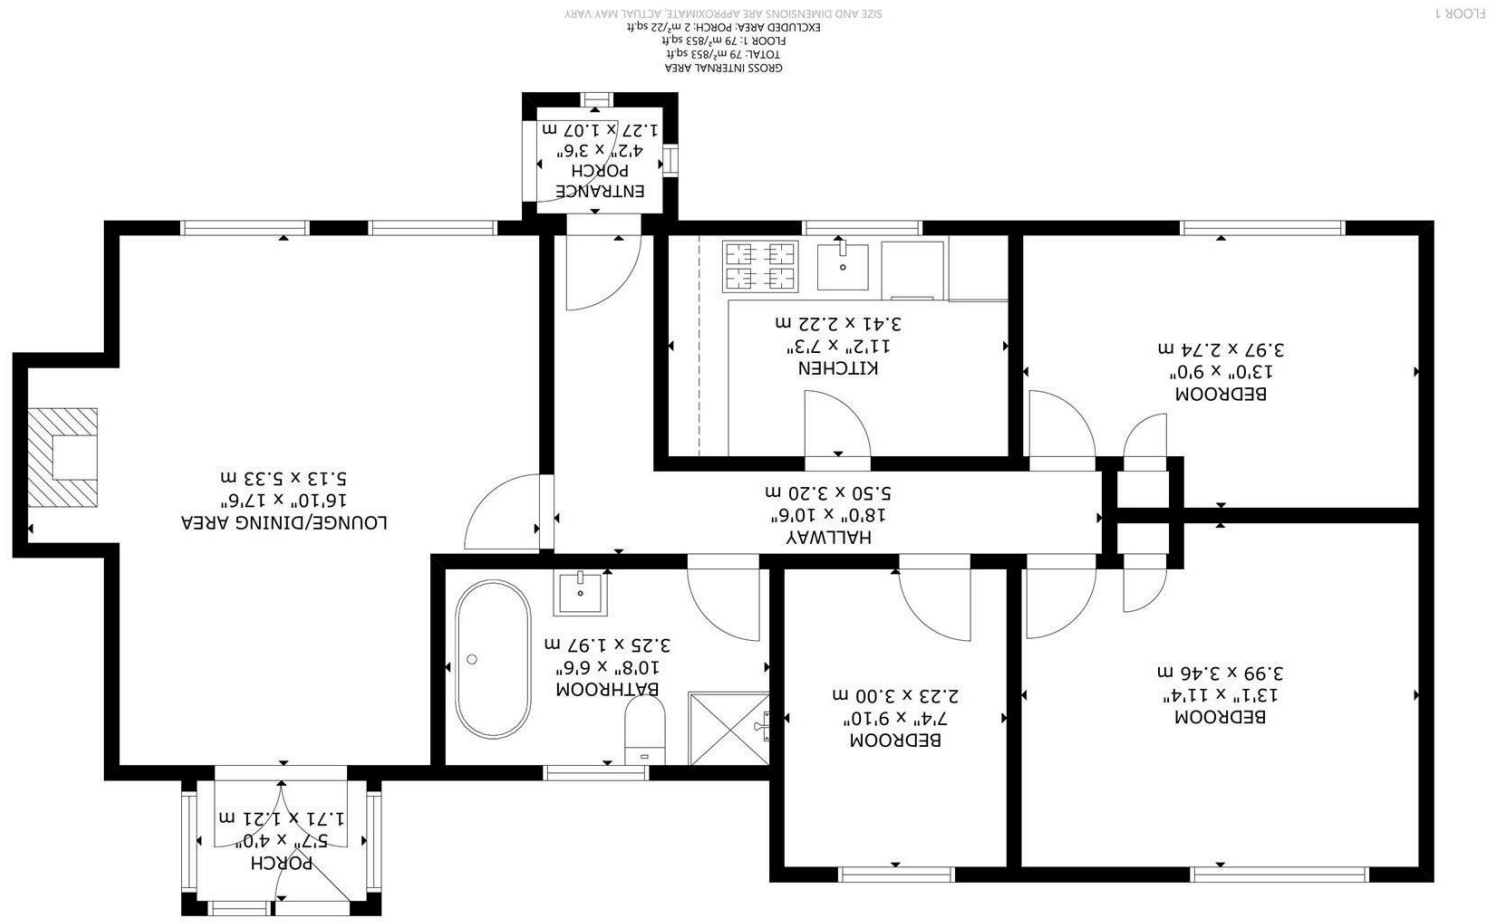 PORCH
5'7" x 4'0"
1.71 x 1.21 m
BEDROOM
13'1" x 11'4"
3.99 x 3.46 m
BEDROOM
7'4" x 9'10"
2.23 x 3.00 m
BATHROOM
10'8" x 6'6"
3.25 x 1.97 m
LOUNGE/DINING AREA
16'10" x 17'6"
5.13 x 5.33 m
HALLWAY
18'0" x 10'6"
5.50 x 3.20 m
BEDROOM
13'0" x 9'0"
3.97 x 2.74 m
KITCHEN
11'2" x 7'3"
3.41 x 2.22 m
ENTRANCE
PORCH
4'2" x 3'6"
1.27 x 1.07 m
GROSS INTERNAL AREA
TOTAL: 79 m²/853 sq.ft
FLOOR 1: 79 m²/853 sq.ft
EXCLUDED AREA: PORCH: 2 m²/22 sq.ft
SIZE AND DIMENSIONS ARE APPROXIMATE, ACTUAL MAY VARY
FLOOR 1